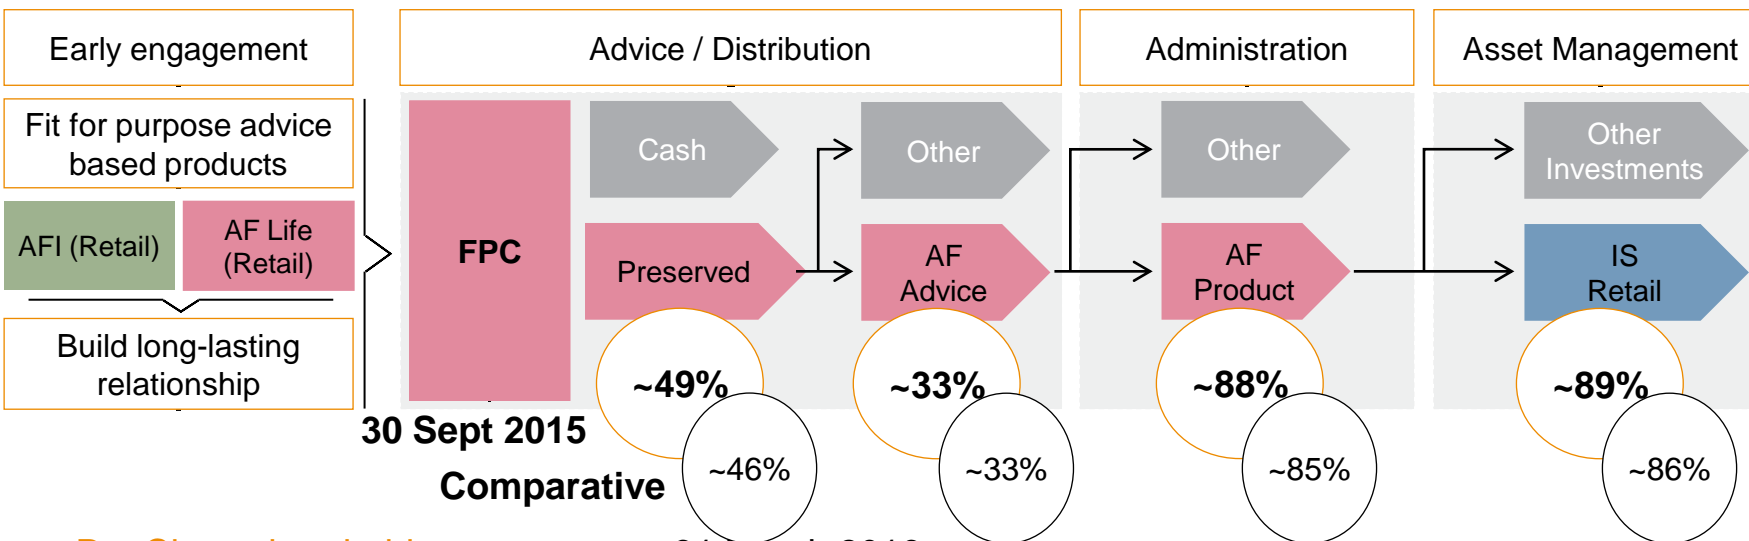 Early engagement
Advice / Distribution
Administration
Asset Management
Fit for purpose advice
based products
AFI (Retail)
AF Life
(Retail)
Build long-lasting
relationship
FPC
Cash
Other
Other
Other
Investments
Preserved
AF
Advice
AF
Product
IS
Retail
~49%
~33%
~88%
~89%
30 Sept 2015
Comparative
~46%
~33%
~85%
~86%